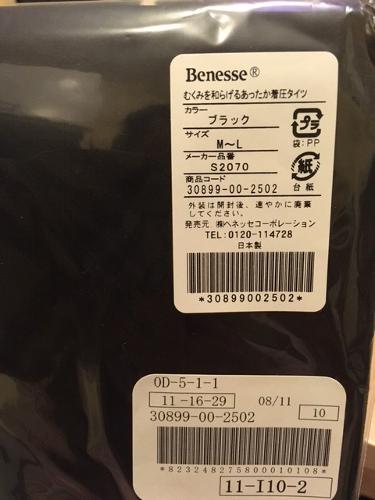 Benesse®
むくみを和らげるあったか着圧タイツ
カラー
ブラック
サイズ
M〜L
メーカー品番
S2070
商品コード
30899-00-2502
プラ
袋:PP
紙
台紙
外装は開封後、速やかに廃棄
してください。
発売元 ㈱ベネッセコーポレーション
TEL:0120-114728
日本製
*30899002502*
OD-5-1-1
11-16-29
08/11
30899-00-2502
10
*8232482758000010108*
11-I10-2